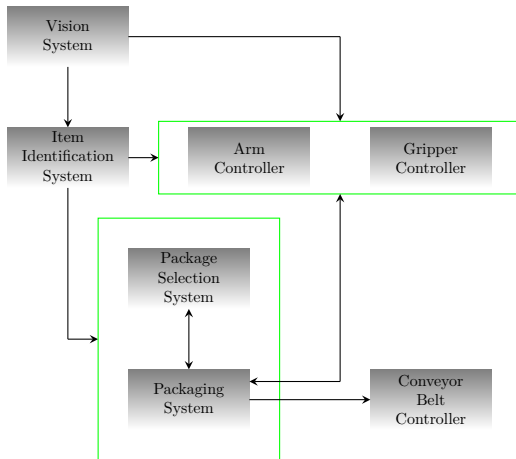 Vision
System
Item
Identification
System
Arm
Controller
Gripper
Controller
Package
Selection
System
Packaging
System
Conveyor
Belt
Controller